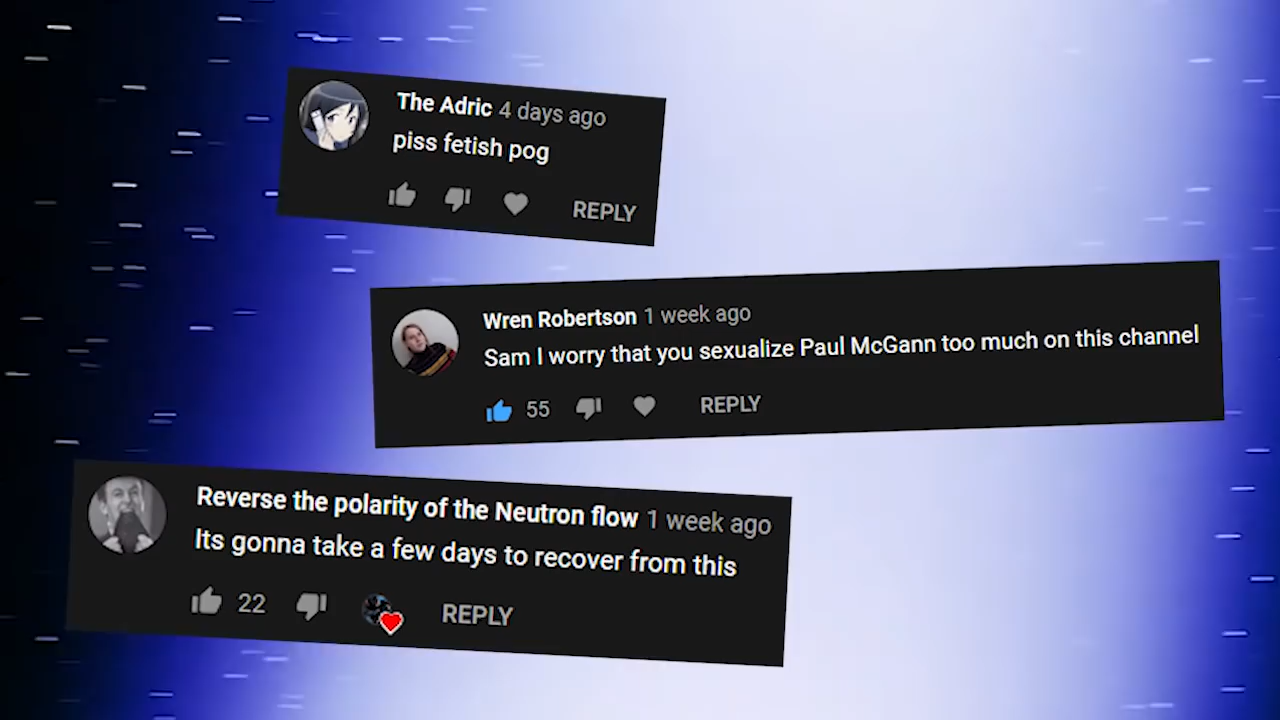 The Adric 4 days ago
piss fetish pog
REPLY
Wren Robertson 1 week ago
Sam I worry that you sexualize Paul McGann too much on this channel
55 REPLY
Reverse the polarity of the Neutron flow 1 week ago
Its gonna take a few days to recover from this
22 REPLY